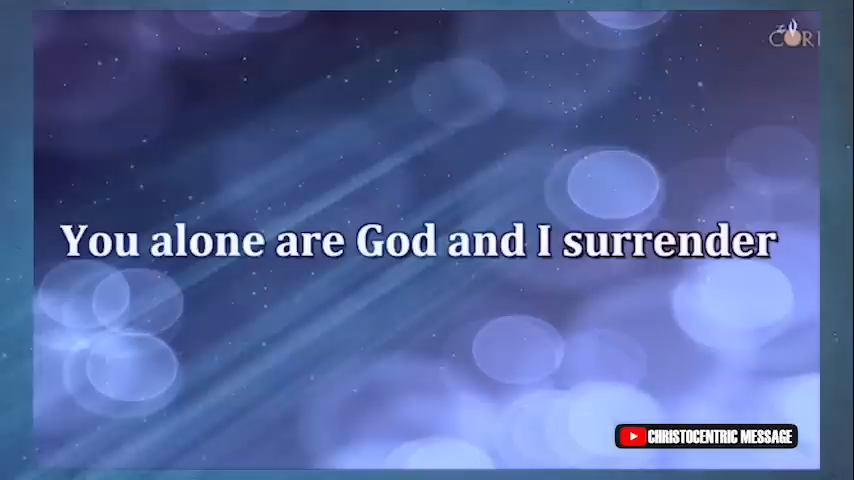 You alone are God and I surrender
CHRISTOCENTRIC MESSAGE